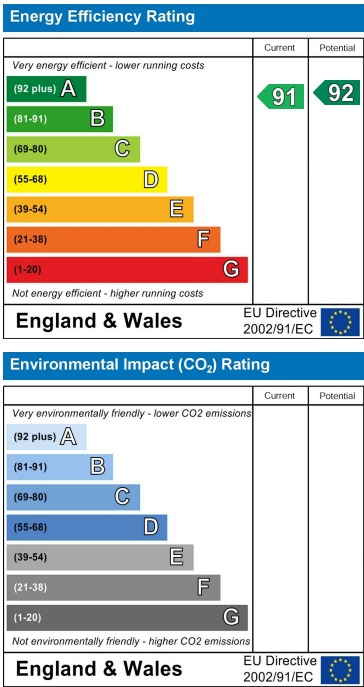 Energy Efficiency Rating
Current Potential
Very energy efficient - lower running costs
(92 plus) A
(81-91) B
(69-80) C
(55-68) D
(39-54) E
(21-38) F
(1-20) G
91 92
Not energy efficient - higher running costs
England & Wales
EU Directive
2002/91/EC
Environmental Impact (CO₂) Rating
Current Potential
Very environmentally friendly - lower CO2 emissions
(92 plus) A
(81-91) B
(69-80) C
(55-68) D
(39-54) E
(21-38) F
(1-20) G
Not environmentally friendly - higher CO2 emissions
England & Wales
EU Directive
2002/91/EC